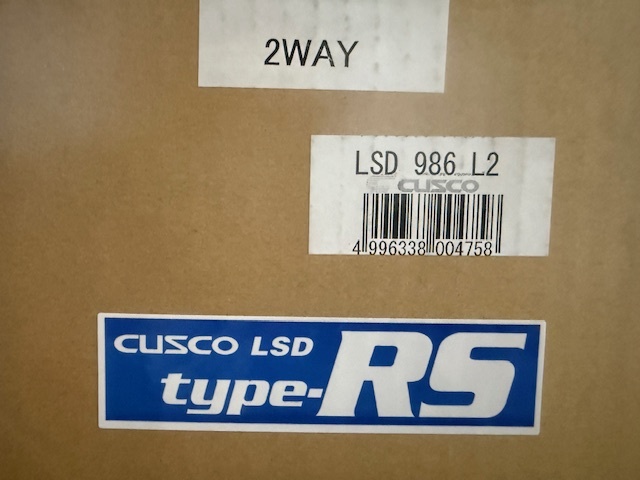 2WAY
LSD 986 L2
CUSCO
4 996338 004758
CUSCO LSD
type-RS